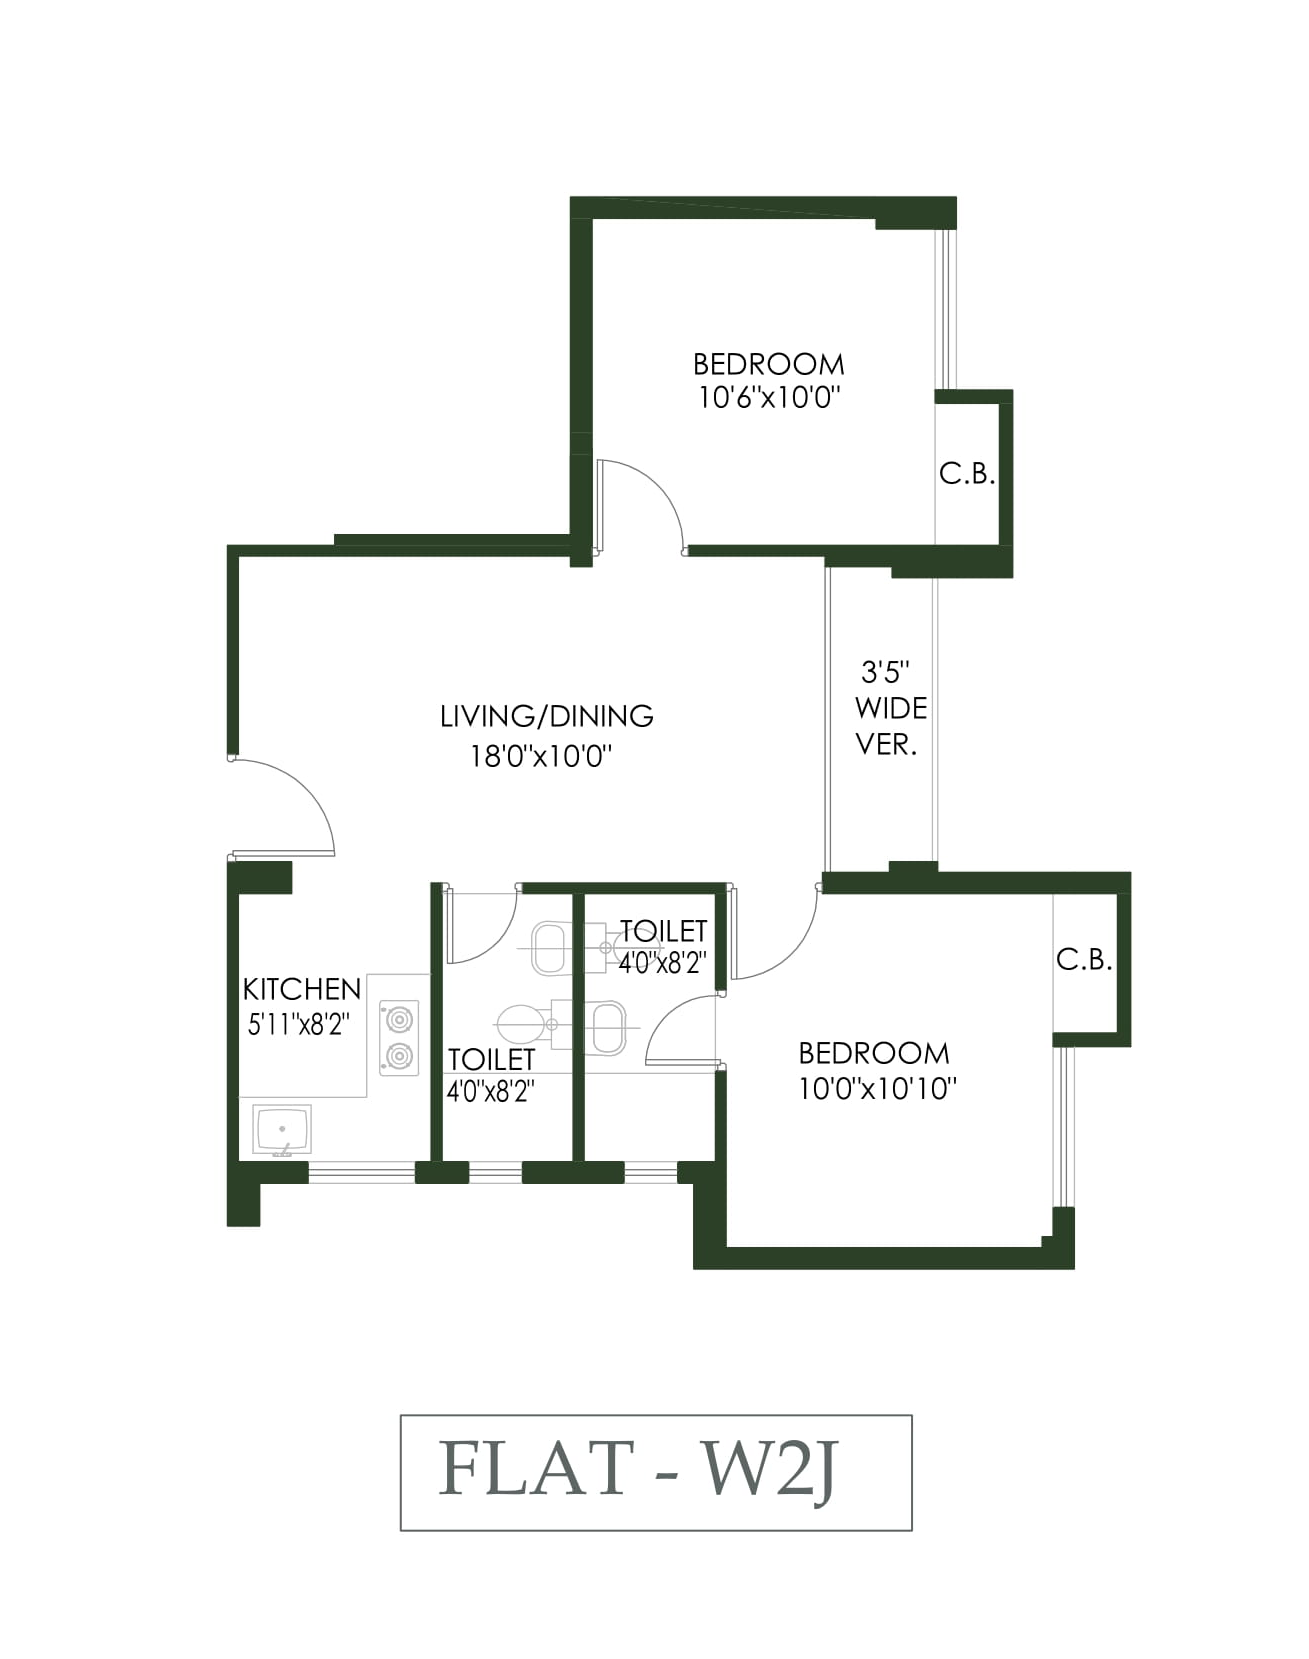 BEDROOM
10'6"x10'0"
C.B.
3'5"
WIDE
VER.
LIVING/DINING
18'0"x10'0"
TOILET
4'0"x8'2"
C.B.
KITCHEN
5'11"x8'2"
TOILET
4'0"x8'2"
BEDROOM
10'0"x10'10"
FLAT - W2J